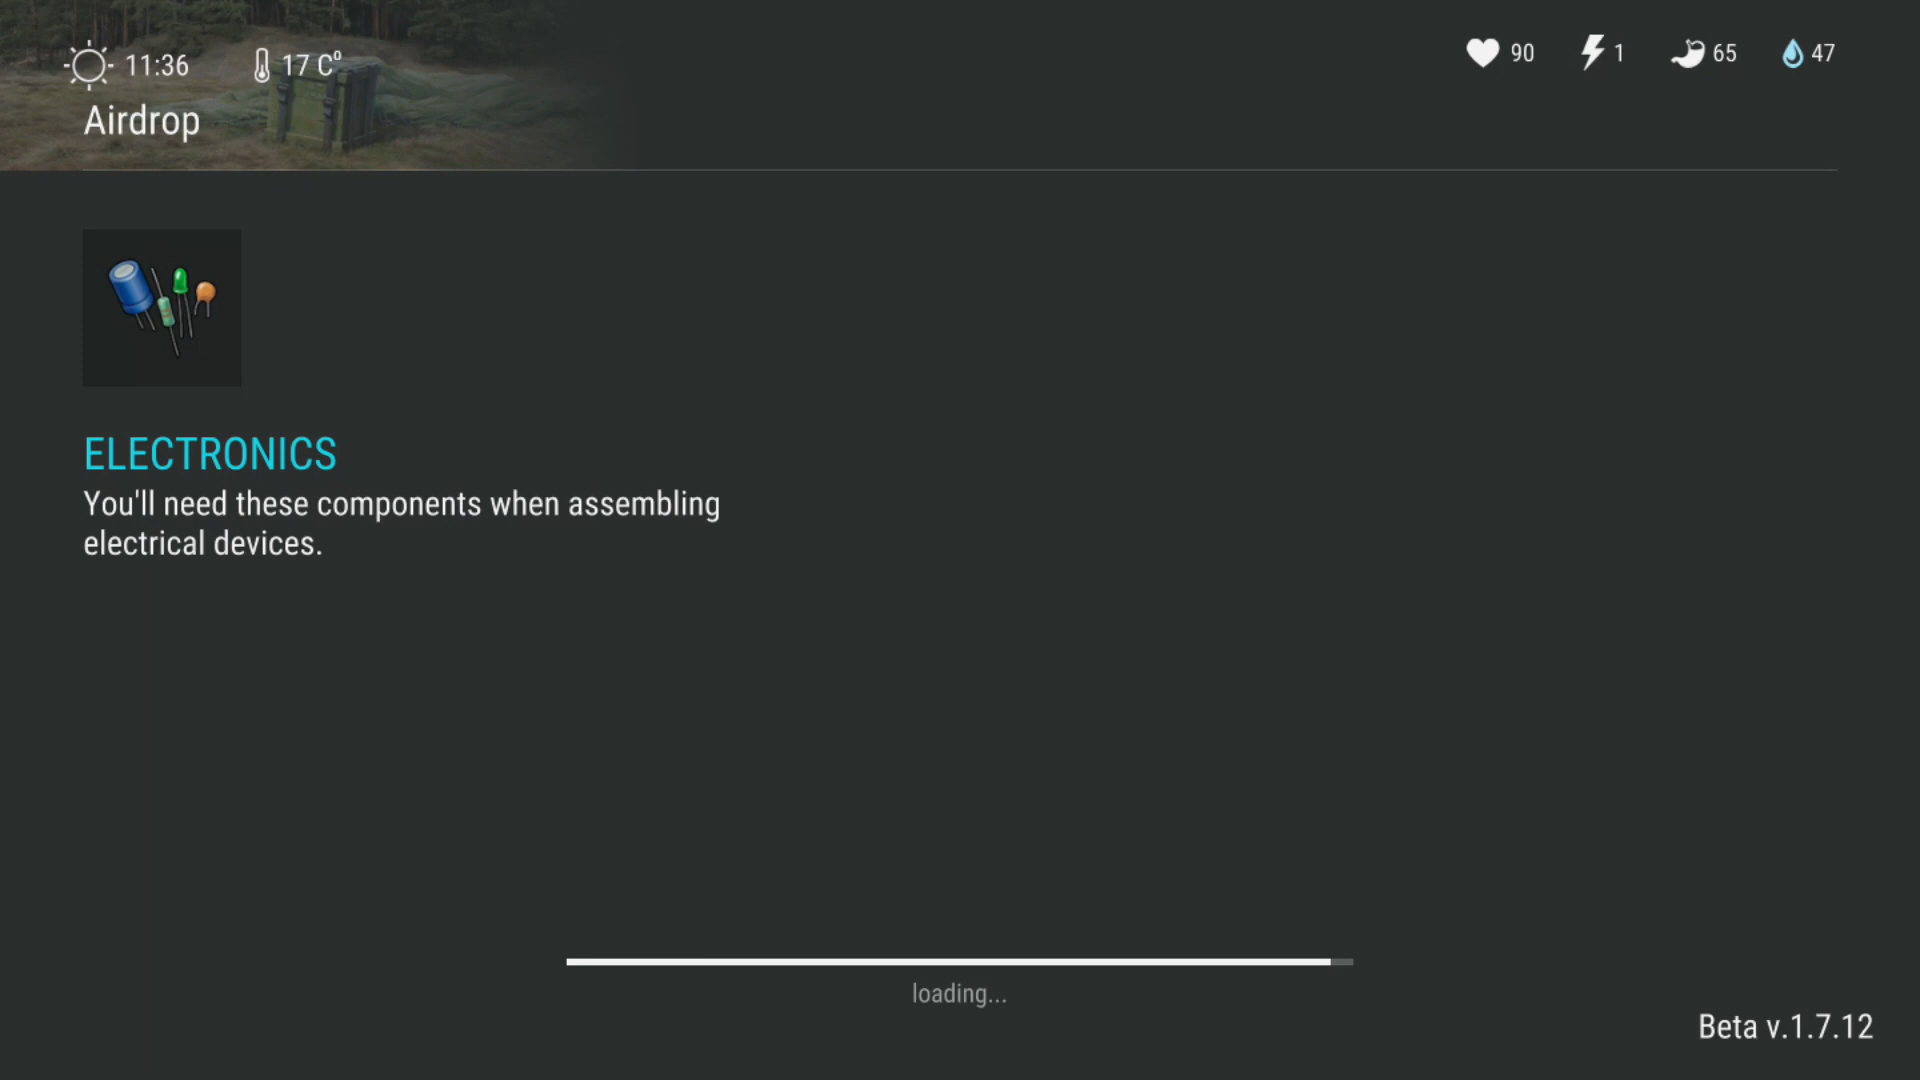 11:36
17 C⁰
90
1
65
47
Airdrop
ELECTRONICS
You'll need these components when assembling
electrical devices.
loading...
Beta v.1.7.12